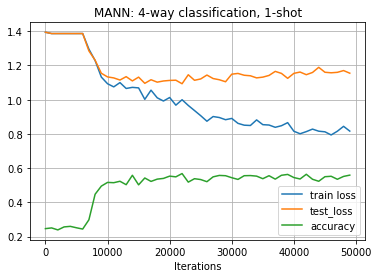 MANN: 4-way classification, 1-shot
1.4
1.2
1.0
0.8
0.6
0.4
0.2
train loss
test_loss
accuracy
0 10000 20000 30000 40000 50000
Iterations